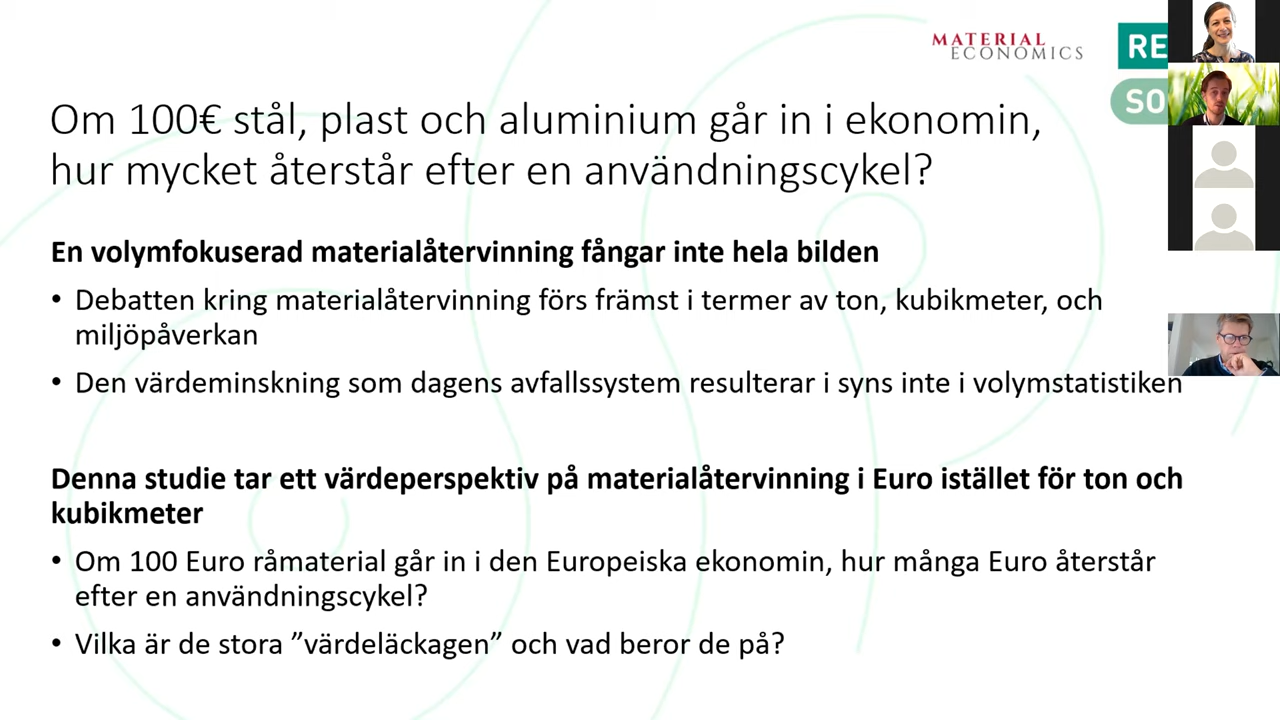 MATERIAL
ECONOMICS
RE
SO
Om 100€ stål, plast och aluminium går in i ekonomin,
hur mycket återstår efter en användningscykel?
En volymfokuserad materialåtervinning fångar inte hela bilden
• Debatten kring materialåtervinning förs främst i termer av ton, kubikmeter, och
miljöpåverkan
• Den värdeminskning som dagens avfallssystem resulterar i syns inte i volymstatistiken
Denna studie tar ett värdeperspektiv på materialåtervinning i Euro istället för ton och
kubikmeter
• Om 100 Euro råmaterial går in i den Europeiska ekonomin, hur många Euro återstår
efter en användningscykel?
• Vilka är de stora ”värdeläckagen” och vad beror de på?